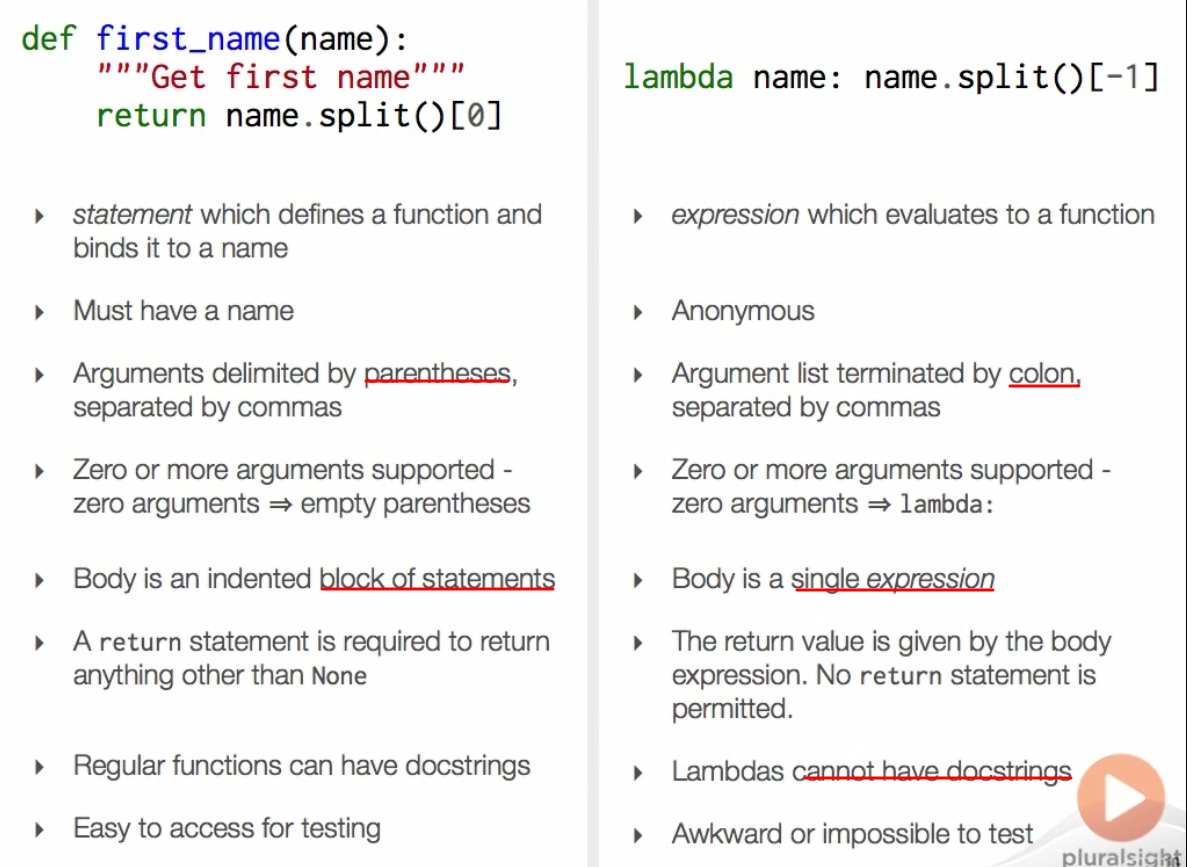 def first_name(name):
"""Get first name"""
return name.split()[0]
statement which defines a function and
binds it to a name
Must have a name
Arguments delimited by parentheses,
separated by commas
Zero or more arguments supported -
zero arguments ⇒ empty parentheses
Body is an indented block of statements
A return statement is required to return
anything other than None
Regular functions can have docstrings
Easy to access for testing
lambda name: name.split()[-1]
expression which evaluates to a function
Anonymous
Argument list terminated by colon,
separated by commas
Zero or more arguments supported -
zero arguments ⇒ lambda:
Body is a single expression
The return value is given by the body
expression. No return statement is
permitted.
Lambdas cannot have docstrings
Awkward or impossible to test
pluralsight